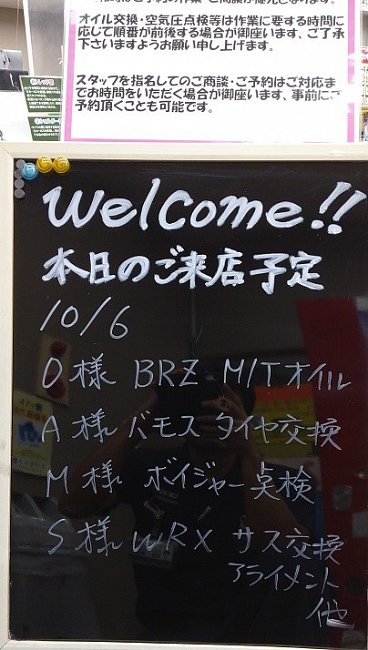 オイル交換・空気圧点検等は作業に要する時間に
応じて順番が前後する場合が御座います、ご了承
下さいますようお願い申し上げます。
スタッフを指名してのご商談・ご予約はご対応ま
でお時間をいただく場合が御座います、事前にご
予約頂くことも可能です。
Welcome!!
本日のご来店予定
10/6
O様 BRZ M/Tオイル
A様 バモス タイヤ交換
M様 ボイジャー点検
S様 WRX サス交換
アライメント
他